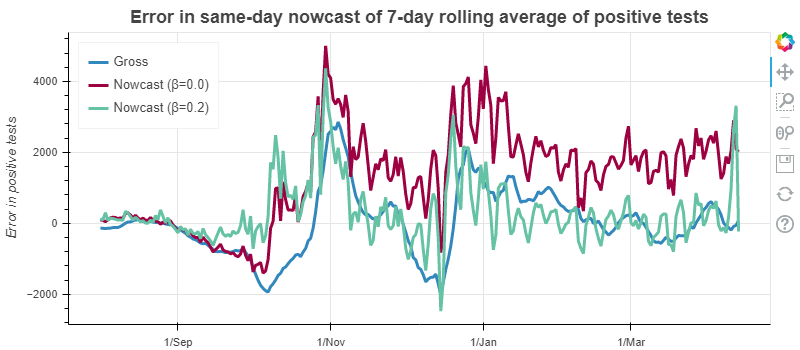 Error in same-day nowcast of 7-day rolling average of positive tests
Gross
Nowcast (β=0.0)
Nowcast (β=0.2)
Error in positive tests
4000
2000
0
−2000
1/Sep
1/Nov
1/Jan
1/Mar